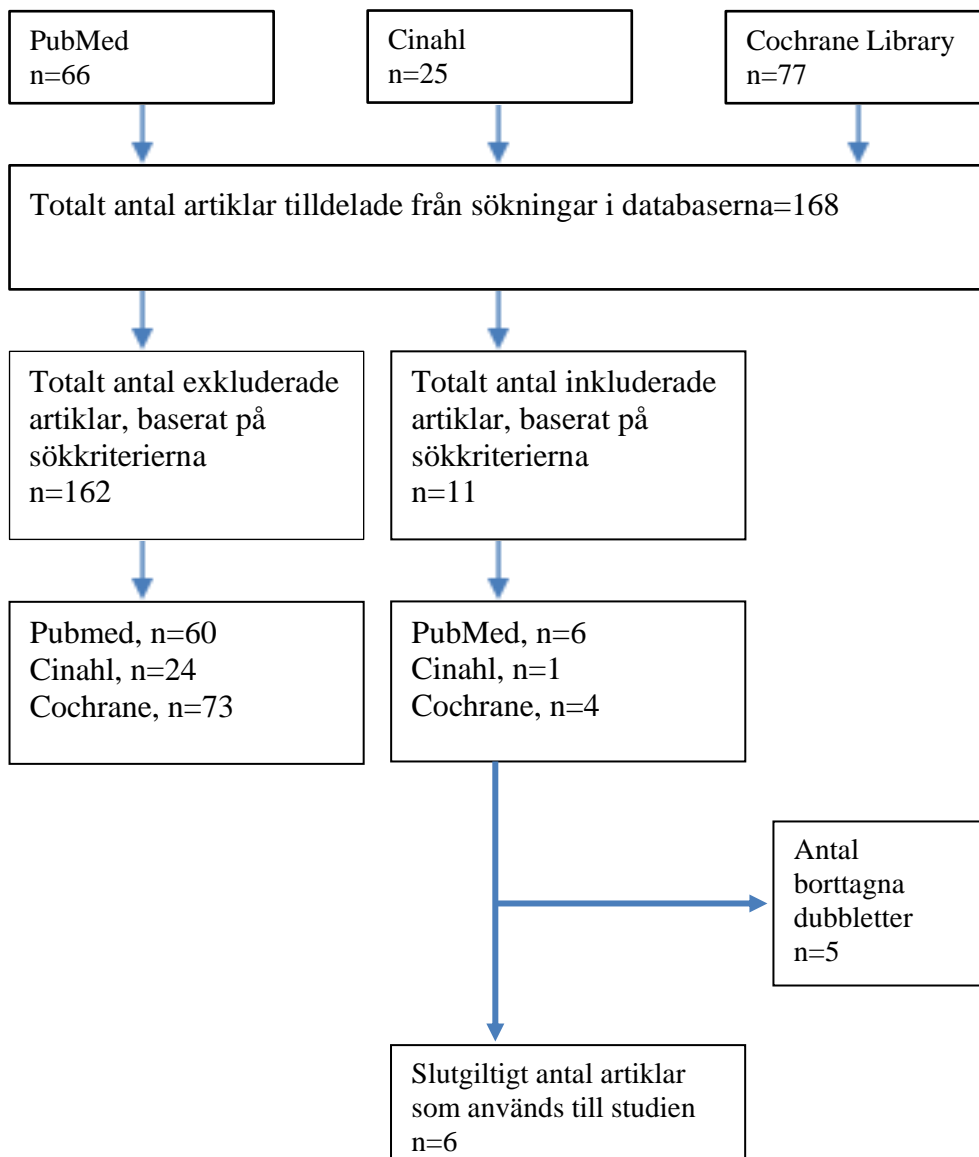 PubMed
n=66
Cinahl
n=25
Cochrane Library
n=77
Totalt antal artiklar tilldelade från sökningar i databaserna=168
Totalt antal exkluderade
artiklar, baserat på
sökkriterierna
n=162
Totalt antal inkluderade
artiklar, baserat på
sökkriterierna
n=11
Pubmed, n=60
Cinahl, n=24
Cochrane, n=73
PubMed, n=6
Cinahl, n=1
Cochrane, n=4
Antal
borttagna
dubbletter
n=5
Slutgiltigt antal artiklar
som används till studien
n=6